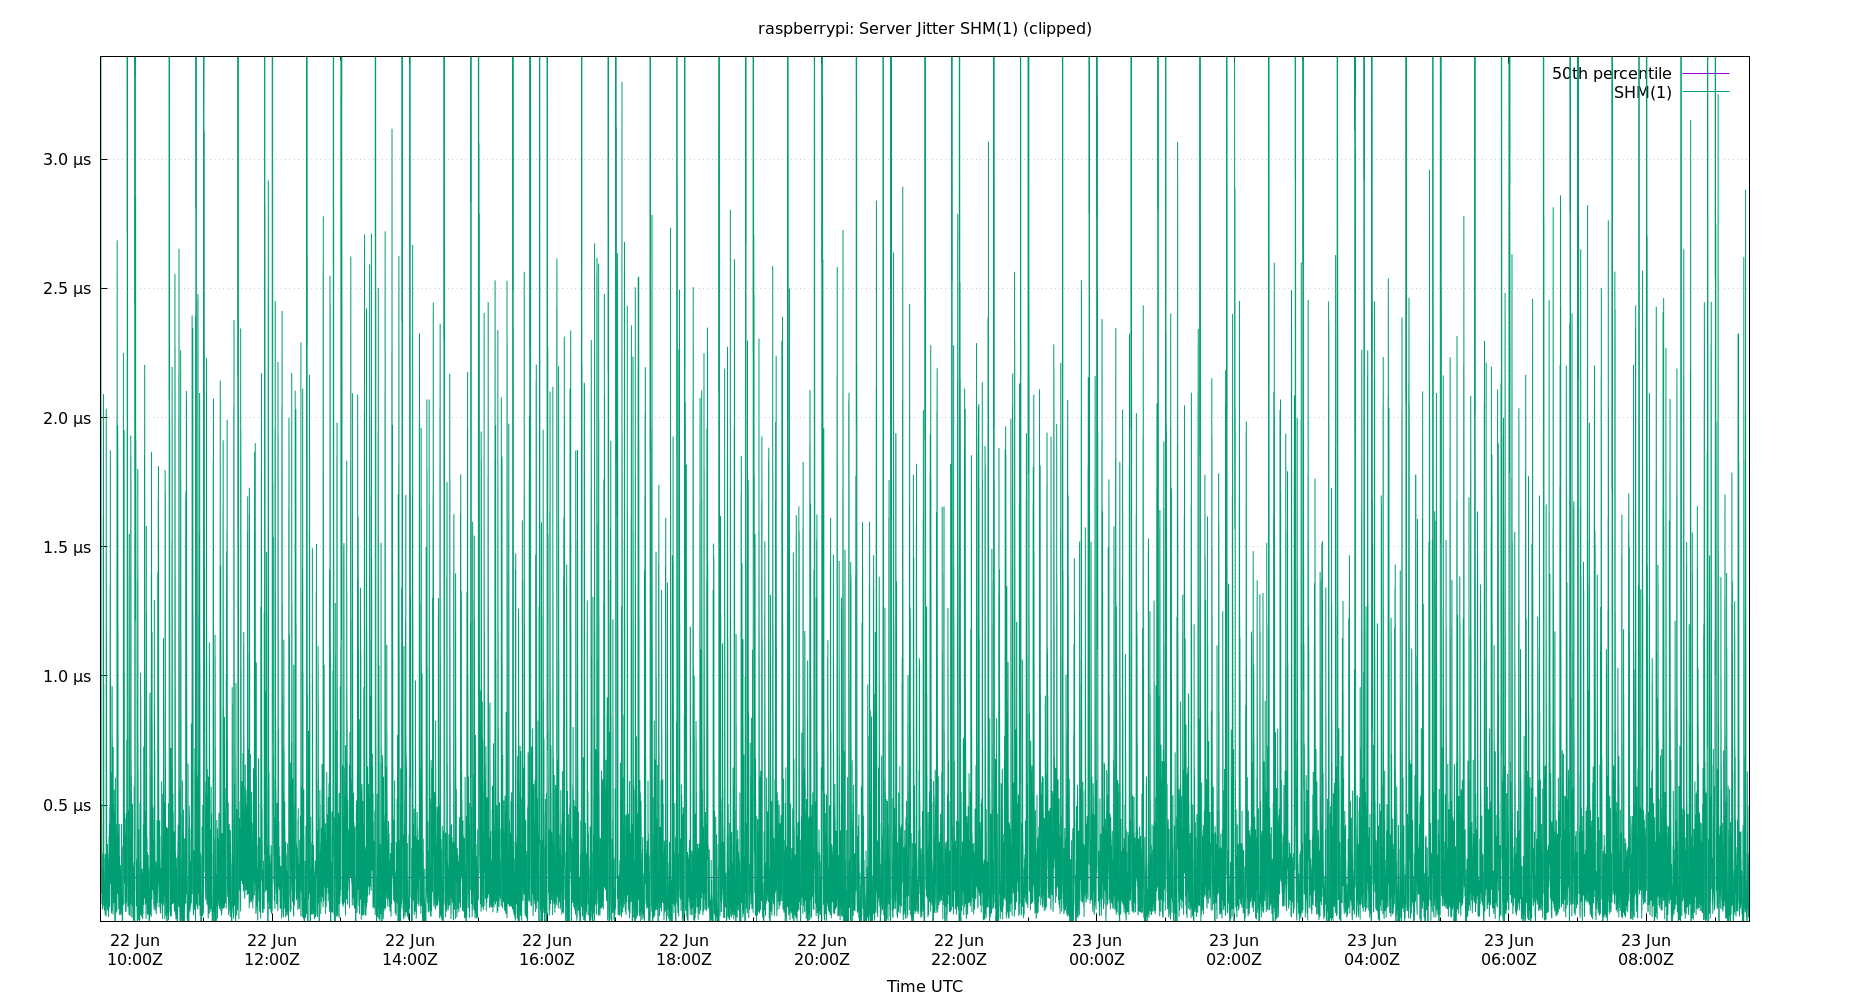 raspberrypi: Server Jitter SHM(1) (clipped)
50th percentile
SHM(1)
3.0 µs
2.5 µs
2.0 µs
1.5 µs
1.0 µs
0.5 µs
22 Jun 22 Jun 22 Jun 22 Jun 22 Jun 22 Jun 22 Jun 23 Jun 23 Jun 23 Jun 23 Jun 23 Jun
10:00Z 12:00Z 14:00Z 16:00Z 18:00Z 20:00Z 22:00Z 00:00Z 02:00Z 04:00Z 06:00Z 08:00Z
Time UTC